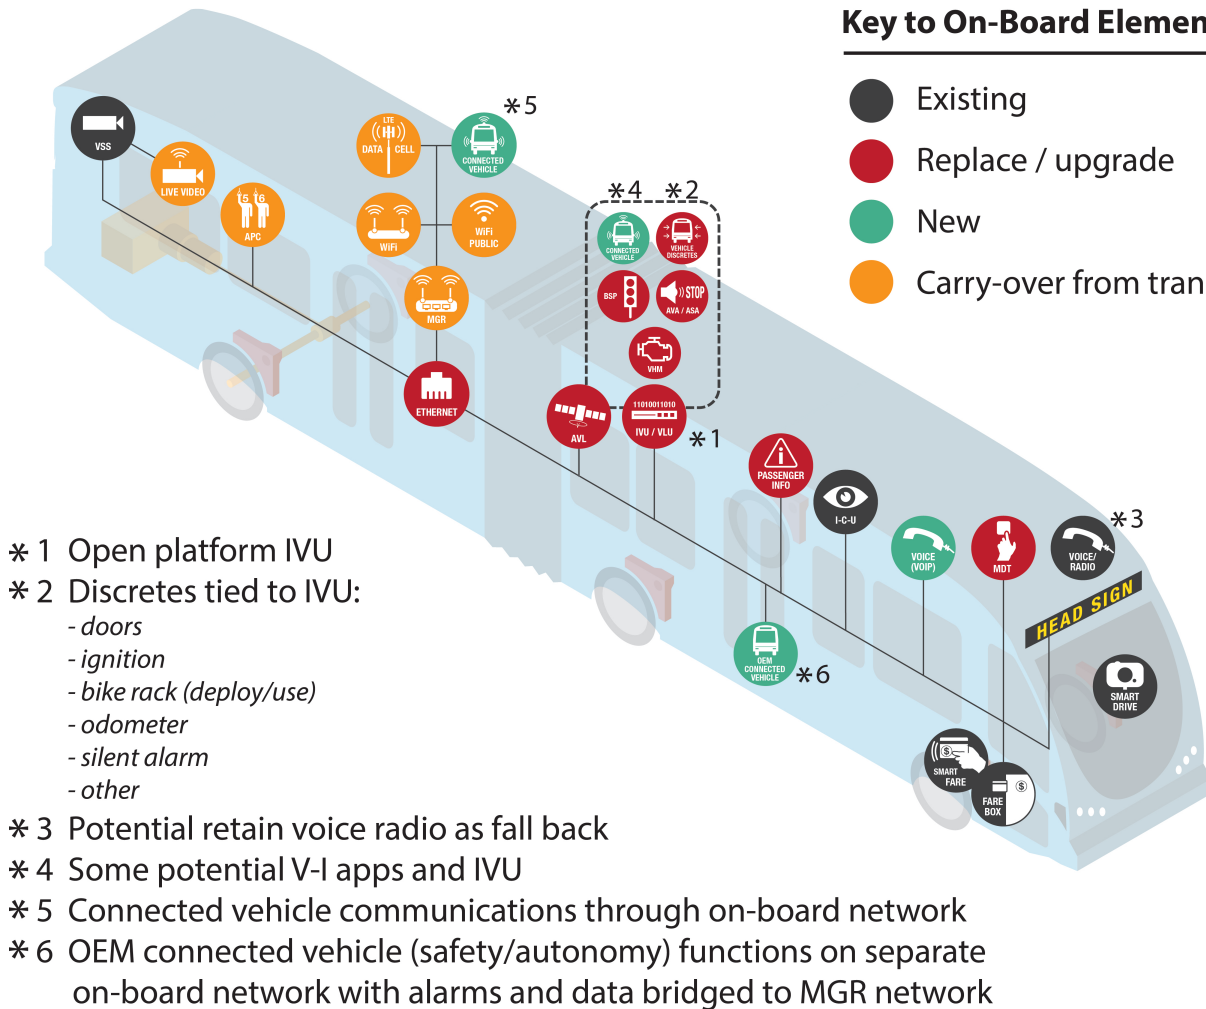 Key to On-Board Elemen
Existing
Replace / upgrade
New
Carry-over from tran
*5
VSS
LIVE VIDEO
5 6
APC
LTE
DATA CELL
CONNECTED
VEHICLE
WiFi
WiFi
PUBLIC
MGR
ETHERNET
*4
*2
CONNECTED
VEHICLE
VEHICLE
DISCRETES
BSP
STOP
AVA / ASA
VHM
AVL
11010011010
IVU / VLU
*1
PASSENGER
INFO
I-C-U
VOICE
(VOIP)
MDT
VOICE/
RADIO
*3
HEAD SIGN
OEM
CONNECTED
VEHICLE
*6
SMART
DRIVE
$
SMART
FARE
$
FARE
BOX
*1 Open platform IVU
*2 Discretes tied to IVU:
- doors
- ignition
- bike rack (deploy/use)
- odometer
- silent alarm
- other
*3 Potential retain voice radio as fall back
*4 Some potential V-I apps and IVU
*5 Connected vehicle communications through on-board network
*6 OEM connected vehicle (safety/autonomy) functions on separate
on-board network with alarms and data bridged to MGR network